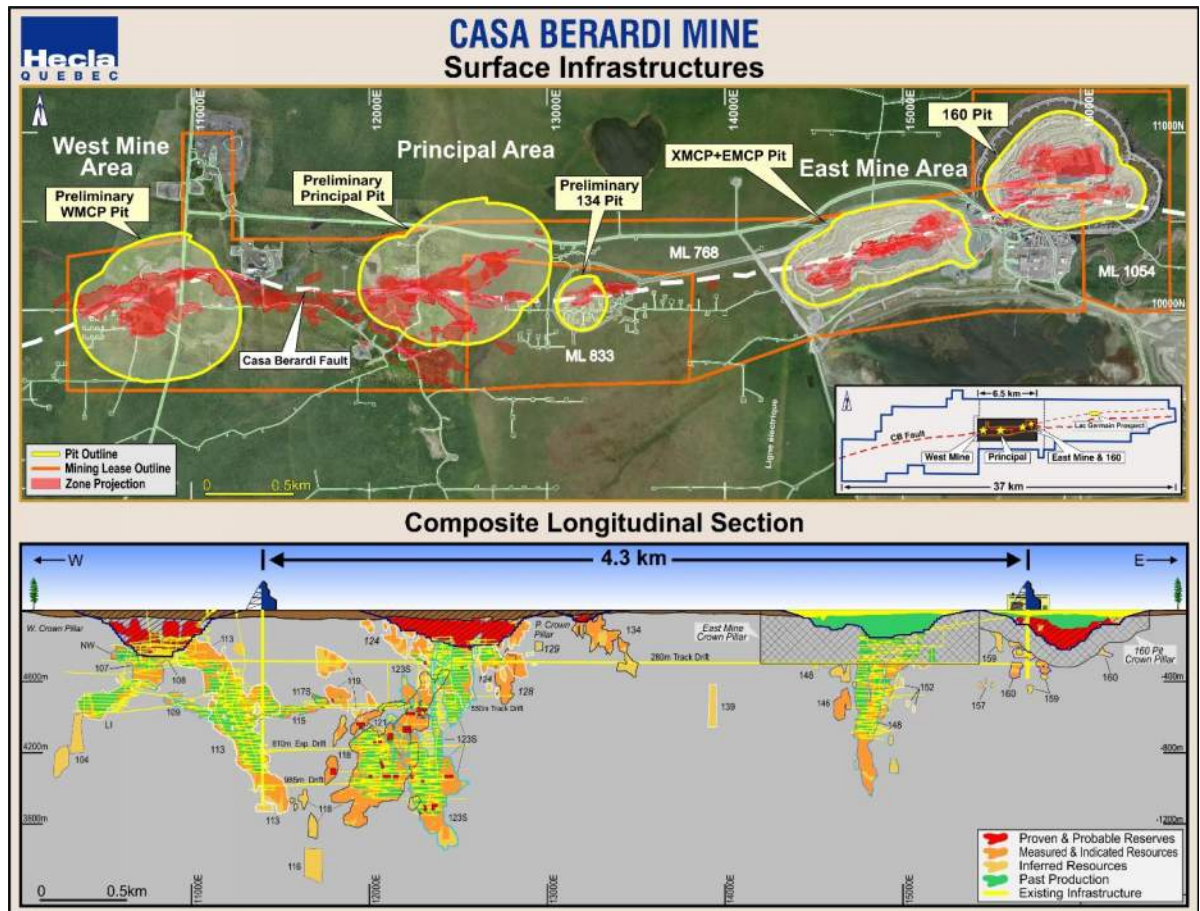 Hecla
QUEBEC
CASA BERARDI MINE
Surface Infrastructures
11000E
12000E
13000E
14000E
15000E
16000E
11000N
10000N
West Mine
Area
Principal Area
East Mine Area
160 Pit
XMCP+EMCP Pit
Preliminary
WMCP Pit
Preliminary
Principal Pit
Preliminary
134 Pit
ML 768
ML 1054
ML 833
Casa Berardi Fault
Ligne électrique
Pit Outline
Mining Lease Outline
Zone Projection
0 0.5km
6.5 km
CB Fault
Lac Germain Prospect
West Mine
Principal
East Mine & 160
37 km
Composite Longitudinal Section
W
4.3 km
E
W. Crown Pillar
NW
107
108
109
LI
104
113
113
113
117S
115
119
124
123S
121
118
118
116
810m Exp. Drift
985m Drift
550m Track Drift
124
128
123S
123S
P. Crown
Pillar
129
134
280m Track Drift
139
East Mine
Crown Pillar
148
146
152
148
159
157
160
159
160
160 Pit
Crown Pillar
4600m
4200m
3800m
-400m
-800m
-1200m
0 0.5km
11000E
12000E
13000E
14000E
15000E
Proven & Probable Reserves
Measured & Indicated Resources
Inferred Resources
Past Production
Existing Infrastructure